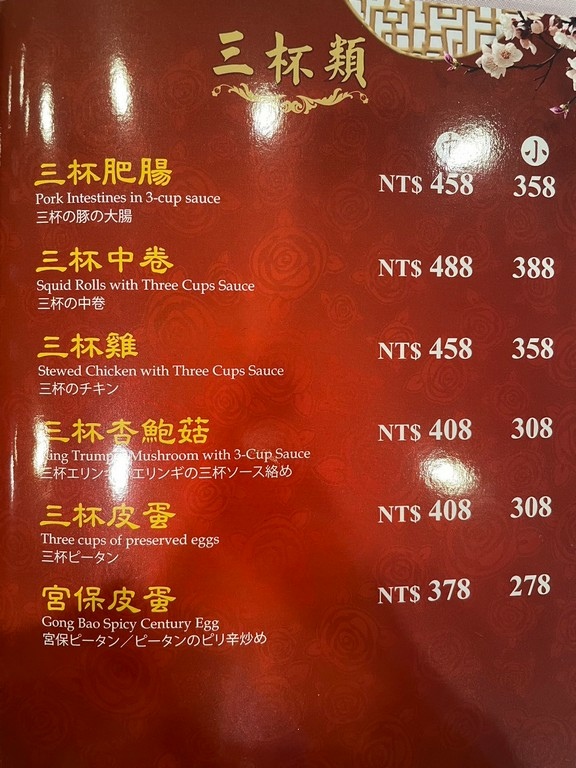 三杯類
小
三杯肥腸
NT$ 458 358
Pork Intestines in 3-cup sauce
三杯の豚の大腸
三杯中卷
NT$ 488 388
Squid Rolls with Three Cups Sauce
三杯の中巻
三杯雞
NT$ 458 358
Stewed Chicken with Three Cups Sauce
三杯のチキン
三杯杏鮑菇
NT$ 408 308
King Trumpet Mushroom with 3-Cup Sauce
三杯エリンギ/エリンギの三杯ソース絡め
三杯皮蛋
NT$ 408 308
Three cups of preserved eggs
三杯ピータン
宮保皮蛋
NT$ 378 278
Gong Bao Spicy Century Egg
宮保ピータン／ピータンのピリ辛炒め